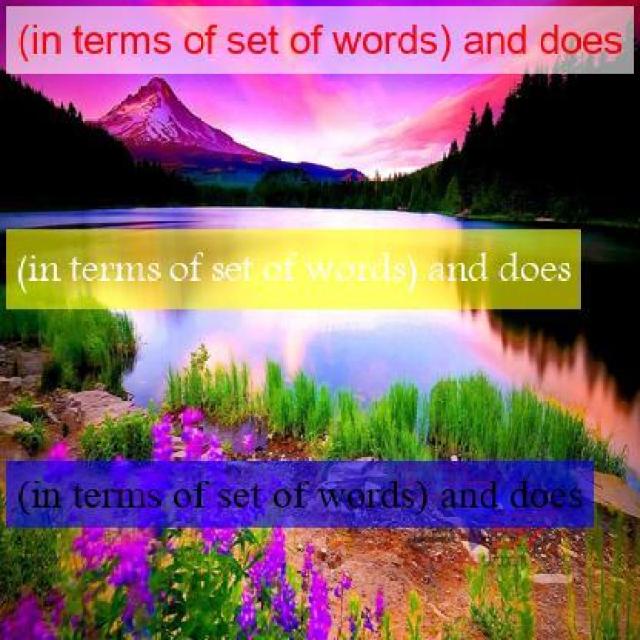 (in terms of set of words) and does
(in terms of set of words) and does
(in terms of set of words) and does